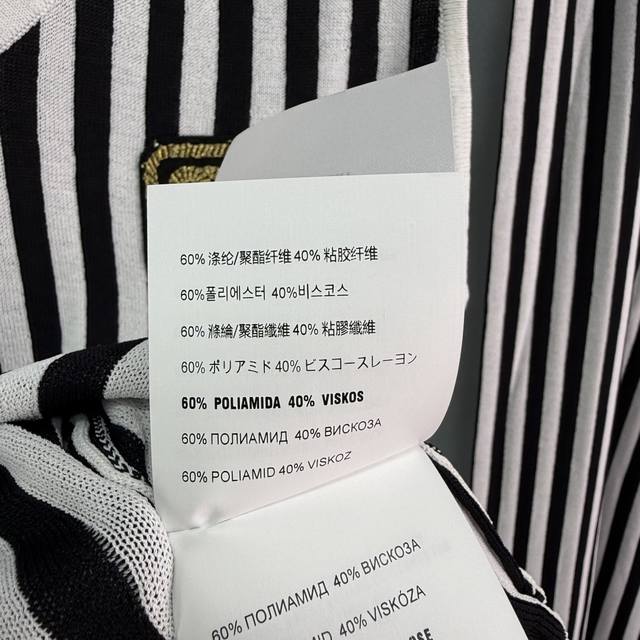 60% 涤纶/聚酯纤维 40% 粘胶纤维
60%폴리에스터 40%비스코스
60% 滌綸/聚酯纖維 40% 粘膠纖維
60% ポリアミド 40% ビスコースレーヨン
60% POLIAMIDA 40% VISKOS
60% ПОЛИАМИД 40% ВИСКОЗА
60% POLIAMID 40% VISKOZ
60% ПОЛИАМИД 40% ВИСКОЗА
40% VISKÓZA